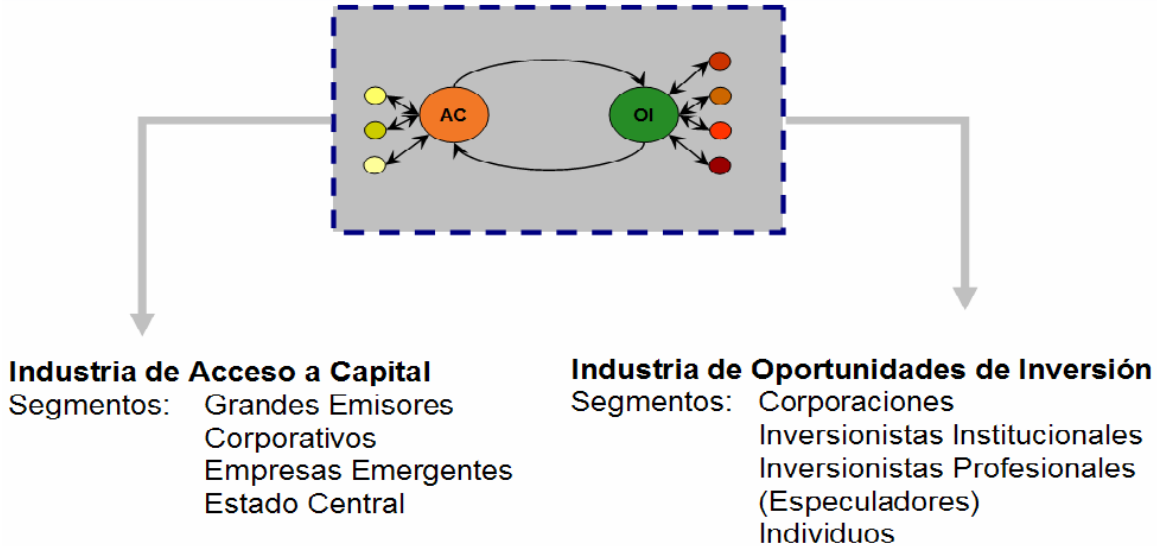 AC
OI
Industria de Acceso a Capital
Segmentos: Grandes Emisores
Corporativos
Empresas Emergentes
Estado Central
Industria de Oportunidades de Inversión
Segmentos: Corporaciones
Inversionistas Institucionales
Inversionistas Profesionales
(Especuladores)
Individuos